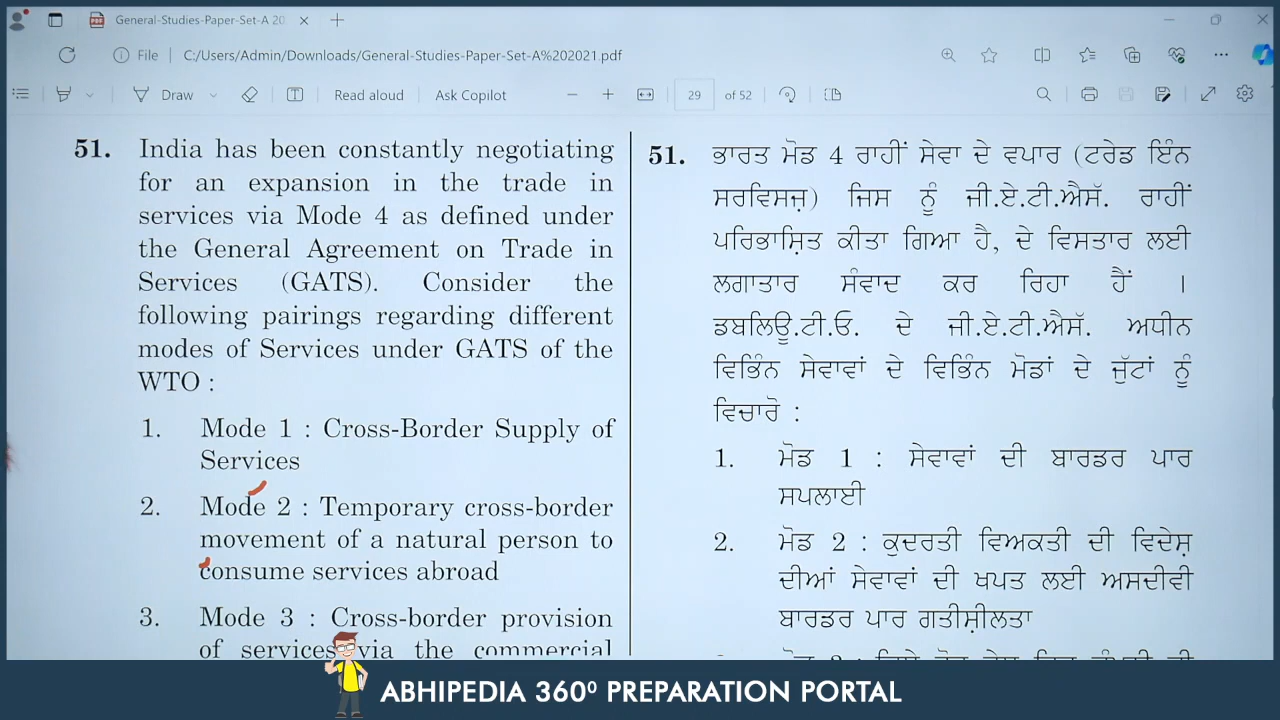 General-Studies-Paper-Set-A 20
File
C:/Users/Admin/Downloads/General-Studies-Paper-Set-A%202021.pdf
Draw
Read aloud
Ask Copilot
29 of 52
51. India has been constantly negotiating
for an expansion in the trade in
services via Mode 4 as defined under
the General Agreement on Trade in
Services (GATS). Consider the
following pairings regarding different
modes of Services under GATS of the
WTO :
1. Mode 1 : Cross-Border Supply of
Services
2. Mode 2 : Temporary cross-border
movement of a natural person to
consume services abroad
3. Mode 3 : Cross-border provision
of services via the commercial
51. ਭਾਰਤ ਮੋਡ 4 ਰਾਹੀਂ ਸੇਵਾ ਦੇ ਵਪਾਰ (ਟਰੇਡ ਇੰਨ
ਸਰਵਿਸਜ਼) ਜਿਸ ਨੂੰ ਜੀ.ਏ.ਟੀ.ਐਸੱ. ਰਾਹੀਂ
ਪਰਿਭਾਸ਼ਿਤ ਕੀਤਾ ਗਿਆ ਹੈ, ਦੇ ਵਿਸਤਾਰ ਲਈ
ਲਗਾਤਾਰ ਸੰਵਾਦ ਕਰ ਰਿਹਾ ਹੈਂ ।
ਡਬਲਿਊ.ਟੀ.ਓ. ਦੇ ਜੀ.ਏ.ਟੀ.ਐਸੱ. ਅਧੀਨ
ਵਿਭਿੰਨ ਸੇਵਾਵਾਂ ਦੇ ਵਿਭਿੰਨ ਮੋਡਾਂ ਦੇ ਜੁੱਟਾਂ ਨੂੰ
ਵਿਚਾਰੋ :
1. ਮੋਡ 1 : ਸੇਵਾਵਾਂ ਦੀ ਬਾਰਡਰ ਪਾਰ
ਸਪਲਾਈ
2. ਮੋਡ 2 : ਕੁਦਰਤੀ ਵਿਅਕਤੀ ਦੀ ਵਿਦੇਸ਼
ਦੀਆਂ ਸੇਵਾਵਾਂ ਦੀ ਖਪਤ ਲਈ ਅਸਦੀਵੀ
ਬਾਰਡਰ ਪਾਰ ਗਤੀਸ਼ੀਲਤਾ
ABHIPEDIA 360⁰ PREPARATION PORTAL